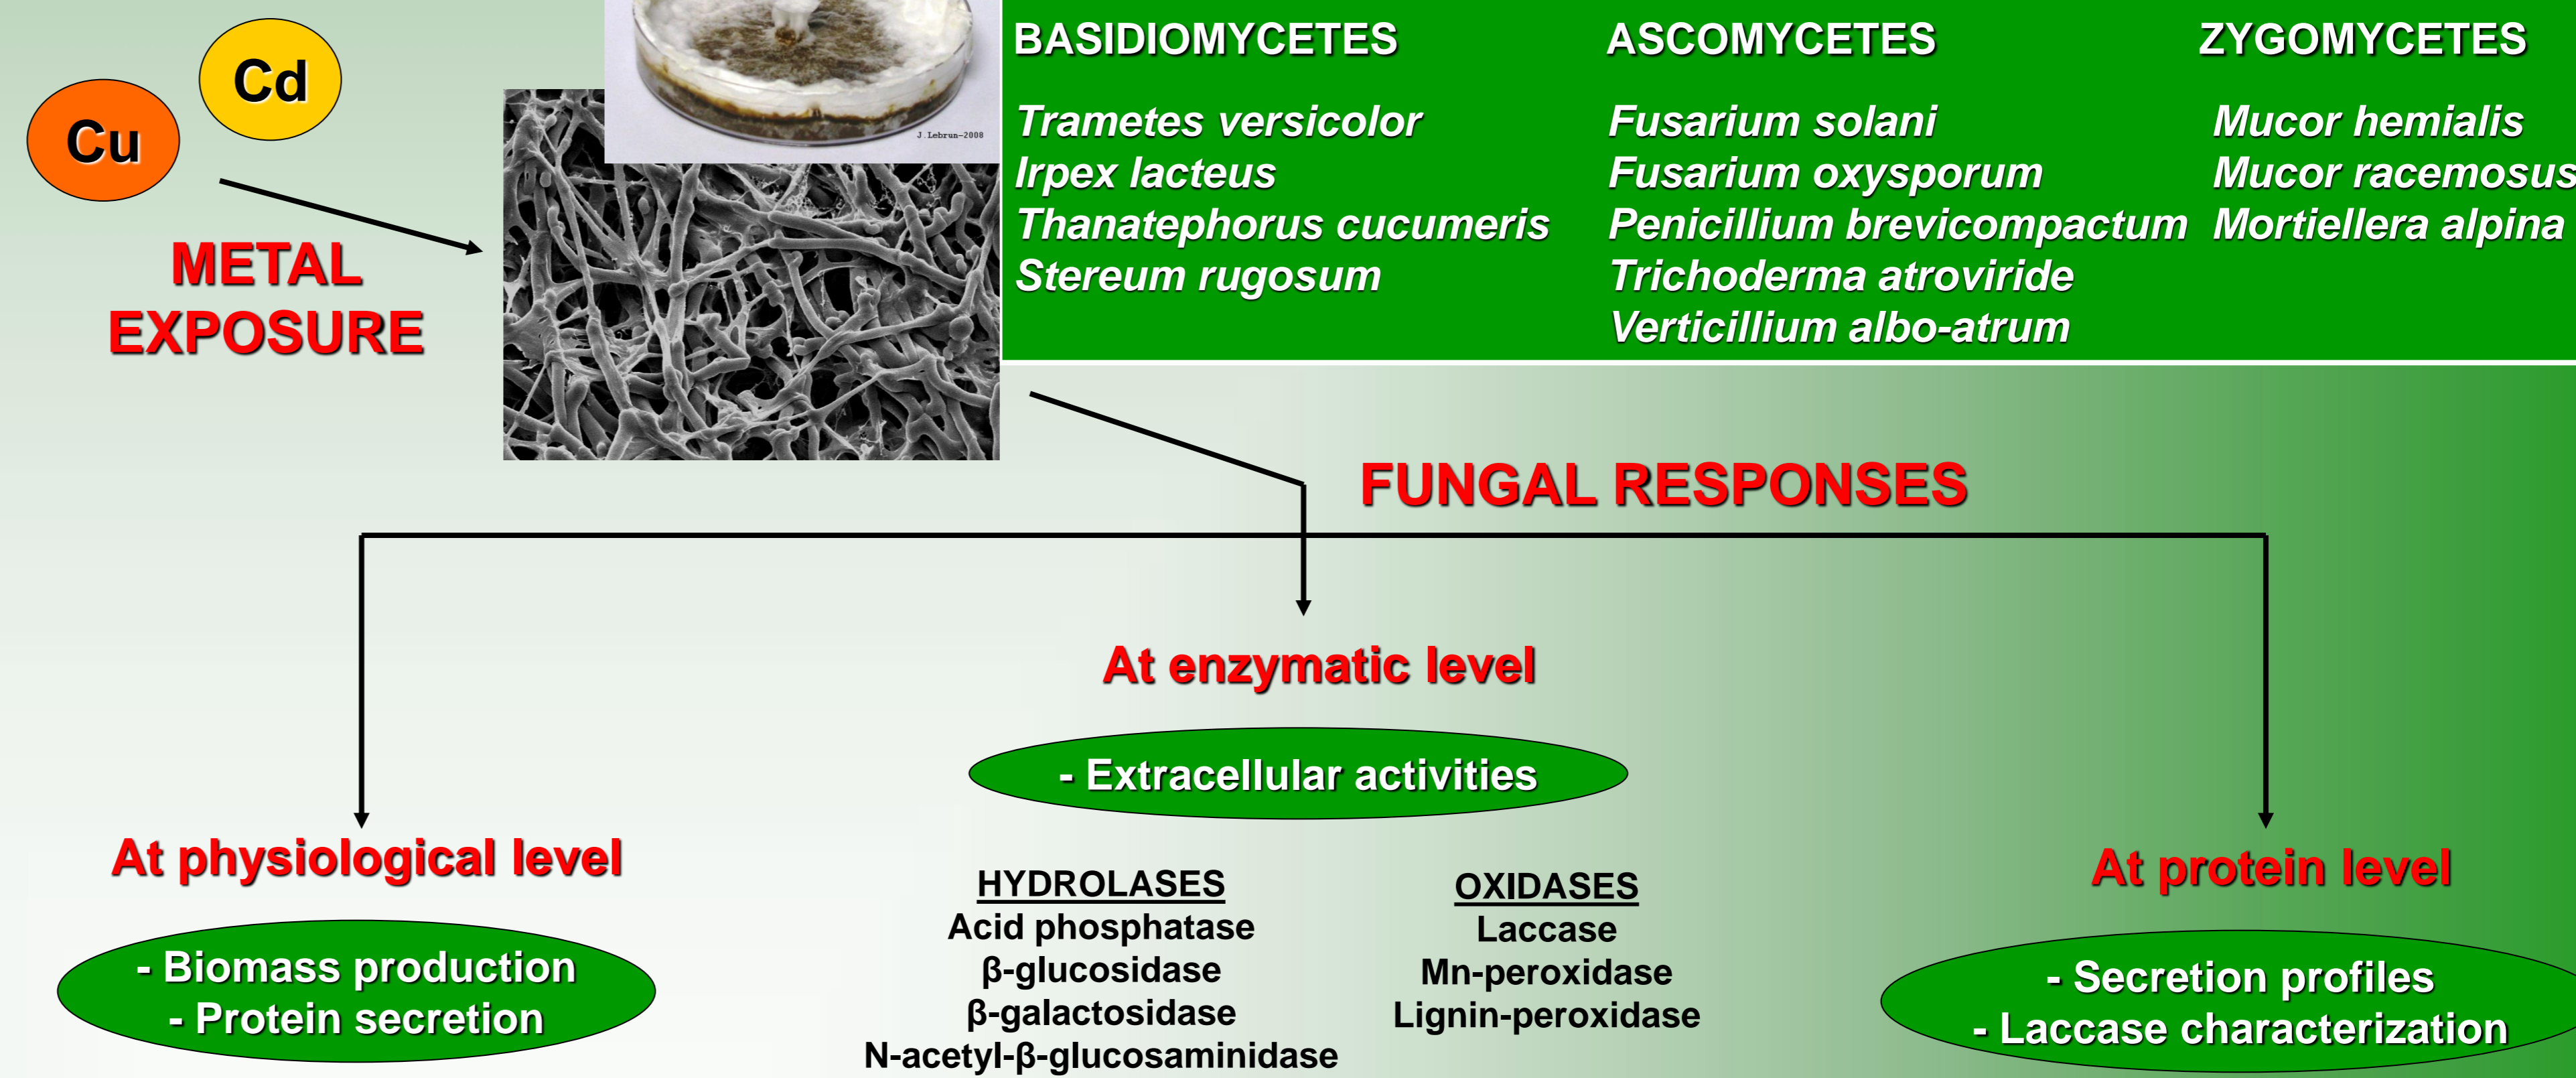 Cd
Cu
METAL
EXPOSURE
J.Lebrun-2008
BASIDIOMYCETES
Trametes versicolor
Irpex lacteus
Thanatephorus cucumeris
Stereum rugosum
ASCOMYCETES
Fusarium solani
Fusarium oxysporum
Penicillium brevicompactum
Trichoderma atroviride
Verticillium albo-atrum
ZYGOMYCETES
Mucor hemialis
Mucor racemosus
Mortiellera alpina
FUNGAL RESPONSES
At physiological level
- Biomass production
- Protein secretion
At enzymatic level
- Extracellular activities
HYDROLASES
Acid phosphatase
β-glucosidase
β-galactosidase
N-acetyl-β-glucosaminidase
OXIDASES
Laccase
Mn-peroxidase
Lignin-peroxidase
At protein level
- Secretion profiles
- Laccase characterization